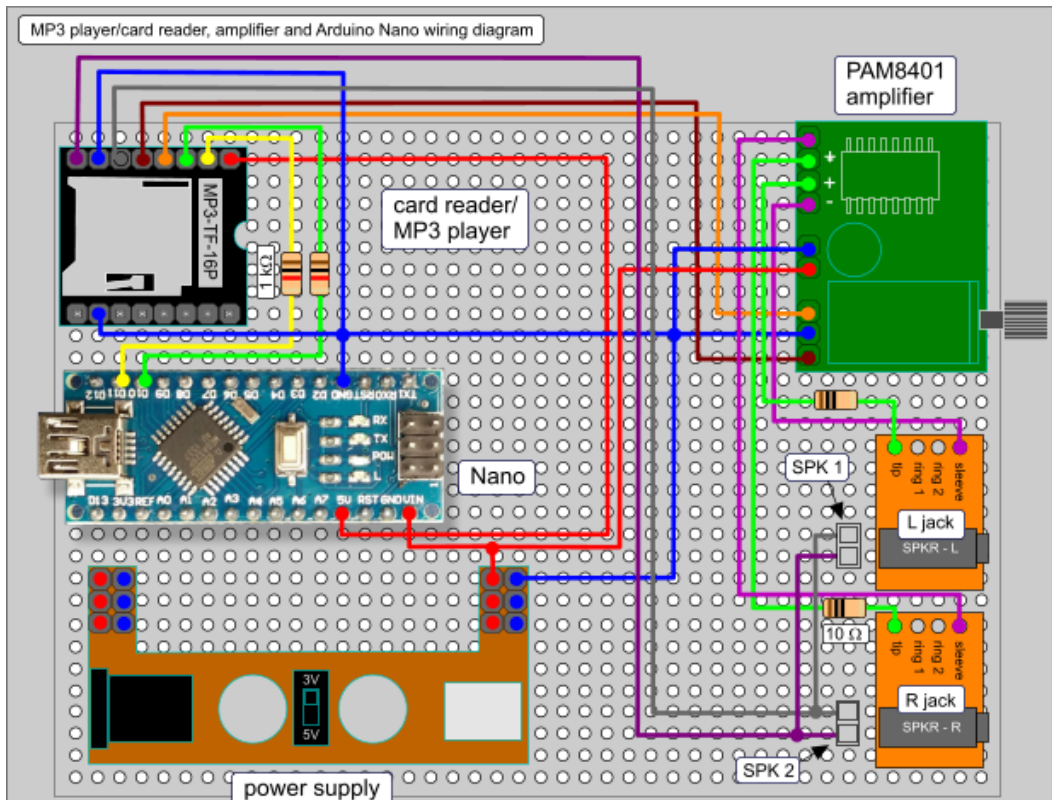 MP3 player/card reader, amplifier and Arduino Nano wiring diagram
PAM8401
amplifier
MP3-TF-16P
card reader/
MP3 player
1 kΩ
+
-
D12 D11 D10 D9 D8 D7 D6 D5 D4 D3 D2 GND RST RX0 TX1
RX
TX
POW
L
Nano
D13 3V3 REF A0 A1 A2 A3 A4 A5 A6 A7 5V RST GND VIN
SPK 1
tip
ring 1
ring 2
sleeve
L jack
SPKR - L
10 Ω
tip
ring 1
ring 2
sleeve
R jack
SPKR - R
SPK 2
3V
5V
power supply